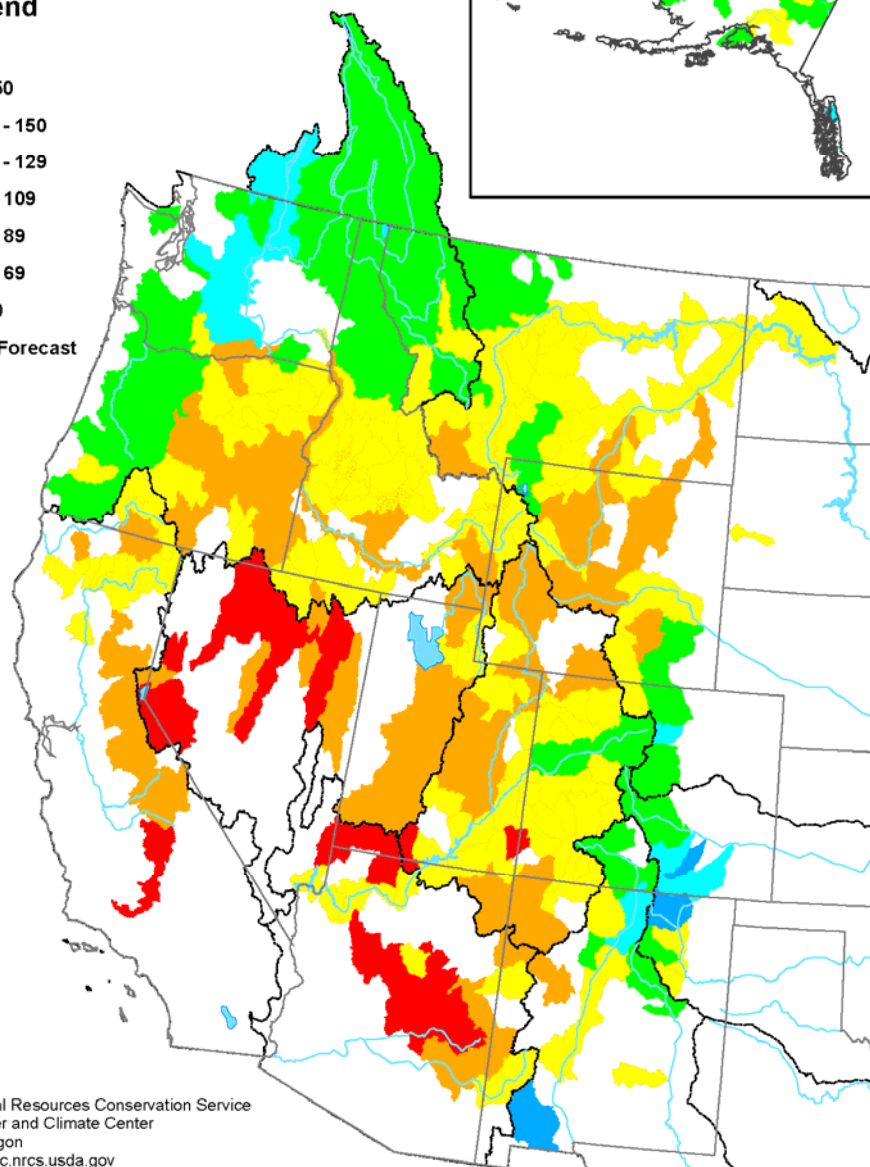 end
50
- 150
- 129
109
89
69
0
Forecast
al Resources Conservation Service
er and Climate Center
gon
c.nrcs.usda.gov